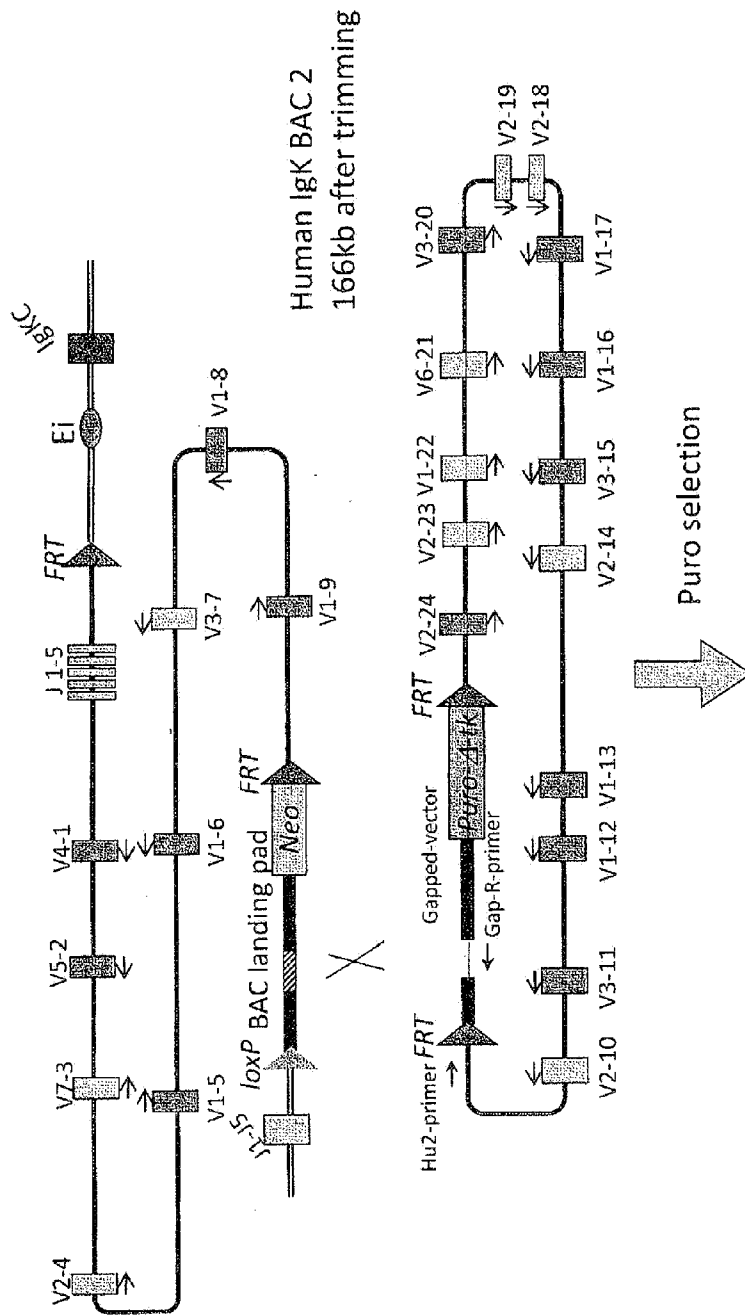 IgKC
Ei
FRT
J 1-5
V4-1
V5-2
V7-3
V2-4
V1-5
V1-6
V3-7
V1-8
V1-9
FRT
Neo
BAC landing pad
loxP
J1-J5
Human IgK BAC 2
166kb after trimming
Hu2-primer FRT
Gapped-vector
Gap-R-primer
Puro-Δ-tk
FRT
V2-24
V2-23
V1-22
V6-21
V3-20
V2-19
V2-18
V1-17
V1-16
V3-15
V2-14
V1-13
V1-12
V3-11
V2-10
Puro selection